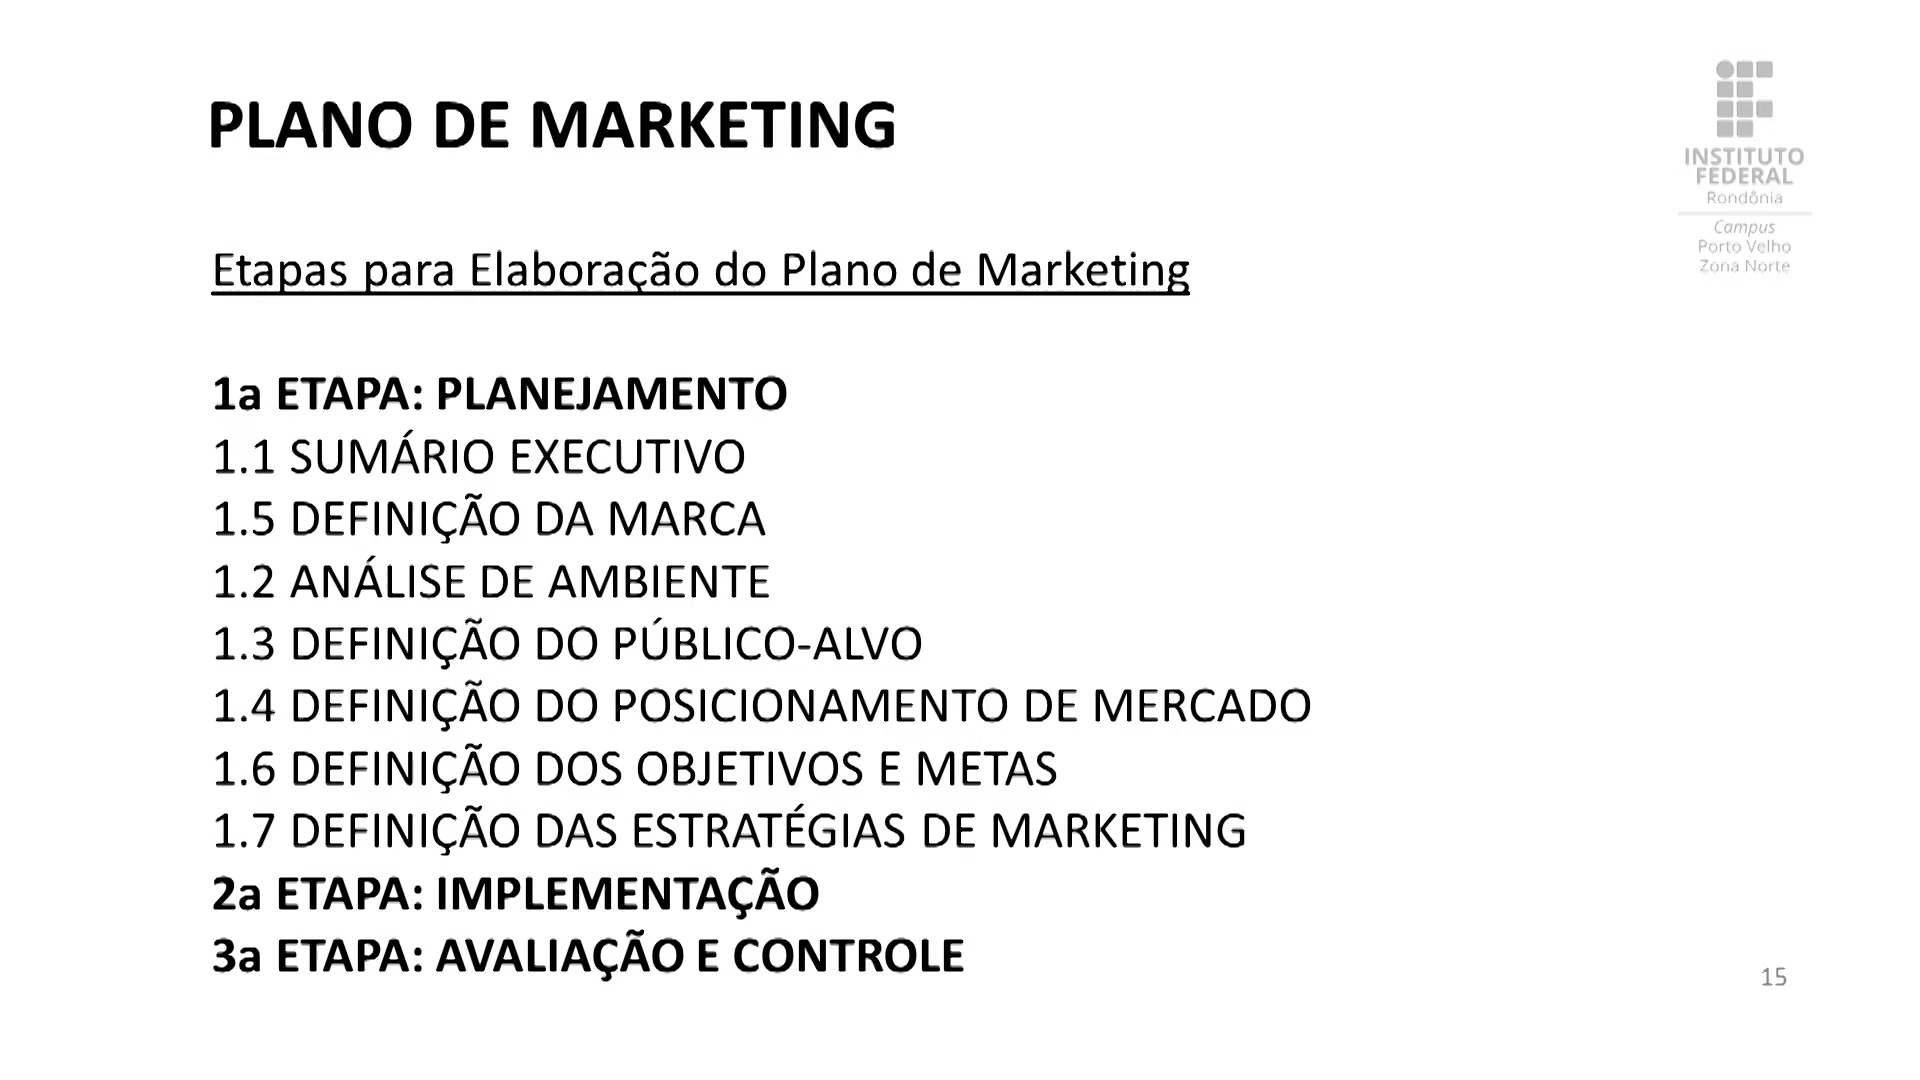 PLANO DE MARKETING
INSTITUTO
FEDERAL
Rondônia
Campus
Porto Velho
Zona Norte
Etapas para Elaboração do Plano de Marketing
1a ETAPA: PLANEJAMENTO
1.1 SUMÁRIO EXECUTIVO
1.5 DEFINIÇÃO DA MARCA
1.2 ANÁLISE DE AMBIENTE
1.3 DEFINIÇÃO DO PÚBLICO-ALVO
1.4 DEFINIÇÃO DO POSICIONAMENTO DE MERCADO
1.6 DEFINIÇÃO DOS OBJETIVOS E METAS
1.7 DEFINIÇÃO DAS ESTRATÉGIAS DE MARKETING
2a ETAPA: IMPLEMENTAÇÃO
3a ETAPA: AVALIAÇÃO E CONTROLE
15